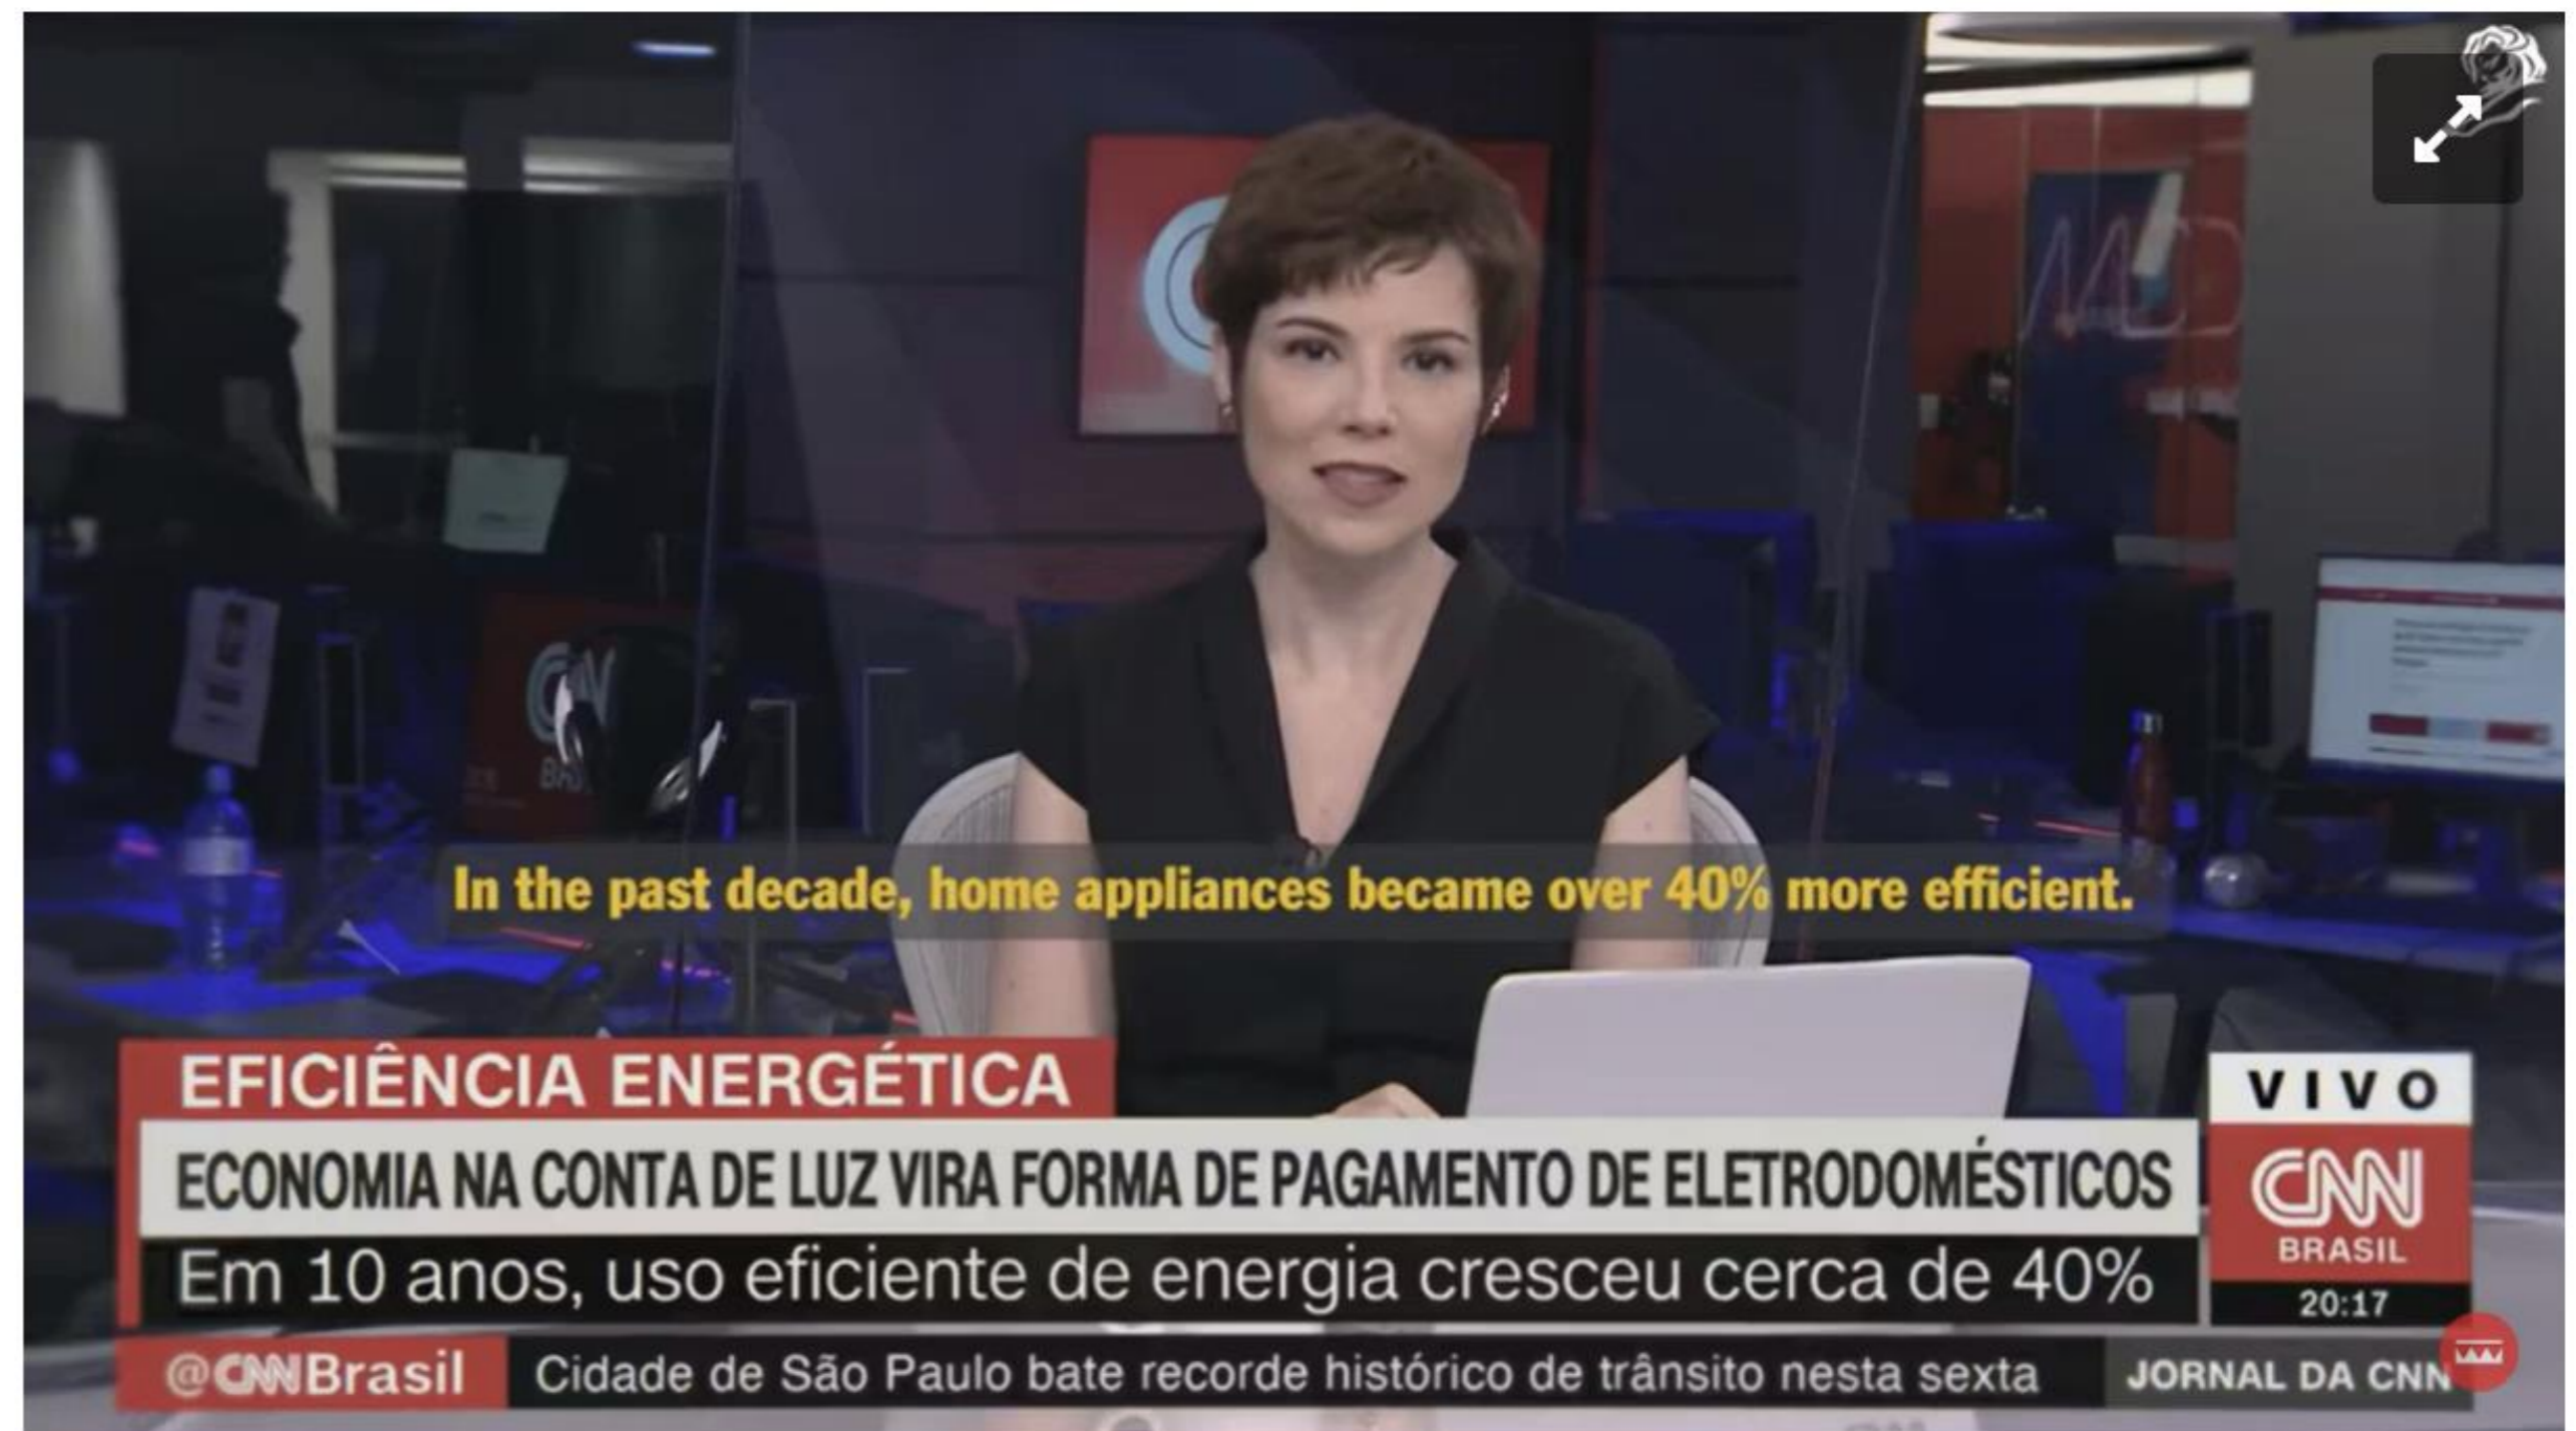 In the past decade, home appliances became over 40% more efficient.
EFICIÊNCIA ENERGÉTICA
ECONOMIA NA CONTA DE LUZ VIRA FORMA DE PAGAMENTO DE ELETRODOMÉSTICOS
Em 10 anos, uso eficiente de energia cresceu cerca de 40%
VIVO
CNN
BRASIL
20:17
@CNNBrasil
Cidade de São Paulo bate recorde histórico de trânsito nesta sexta
JORNAL DA CNN